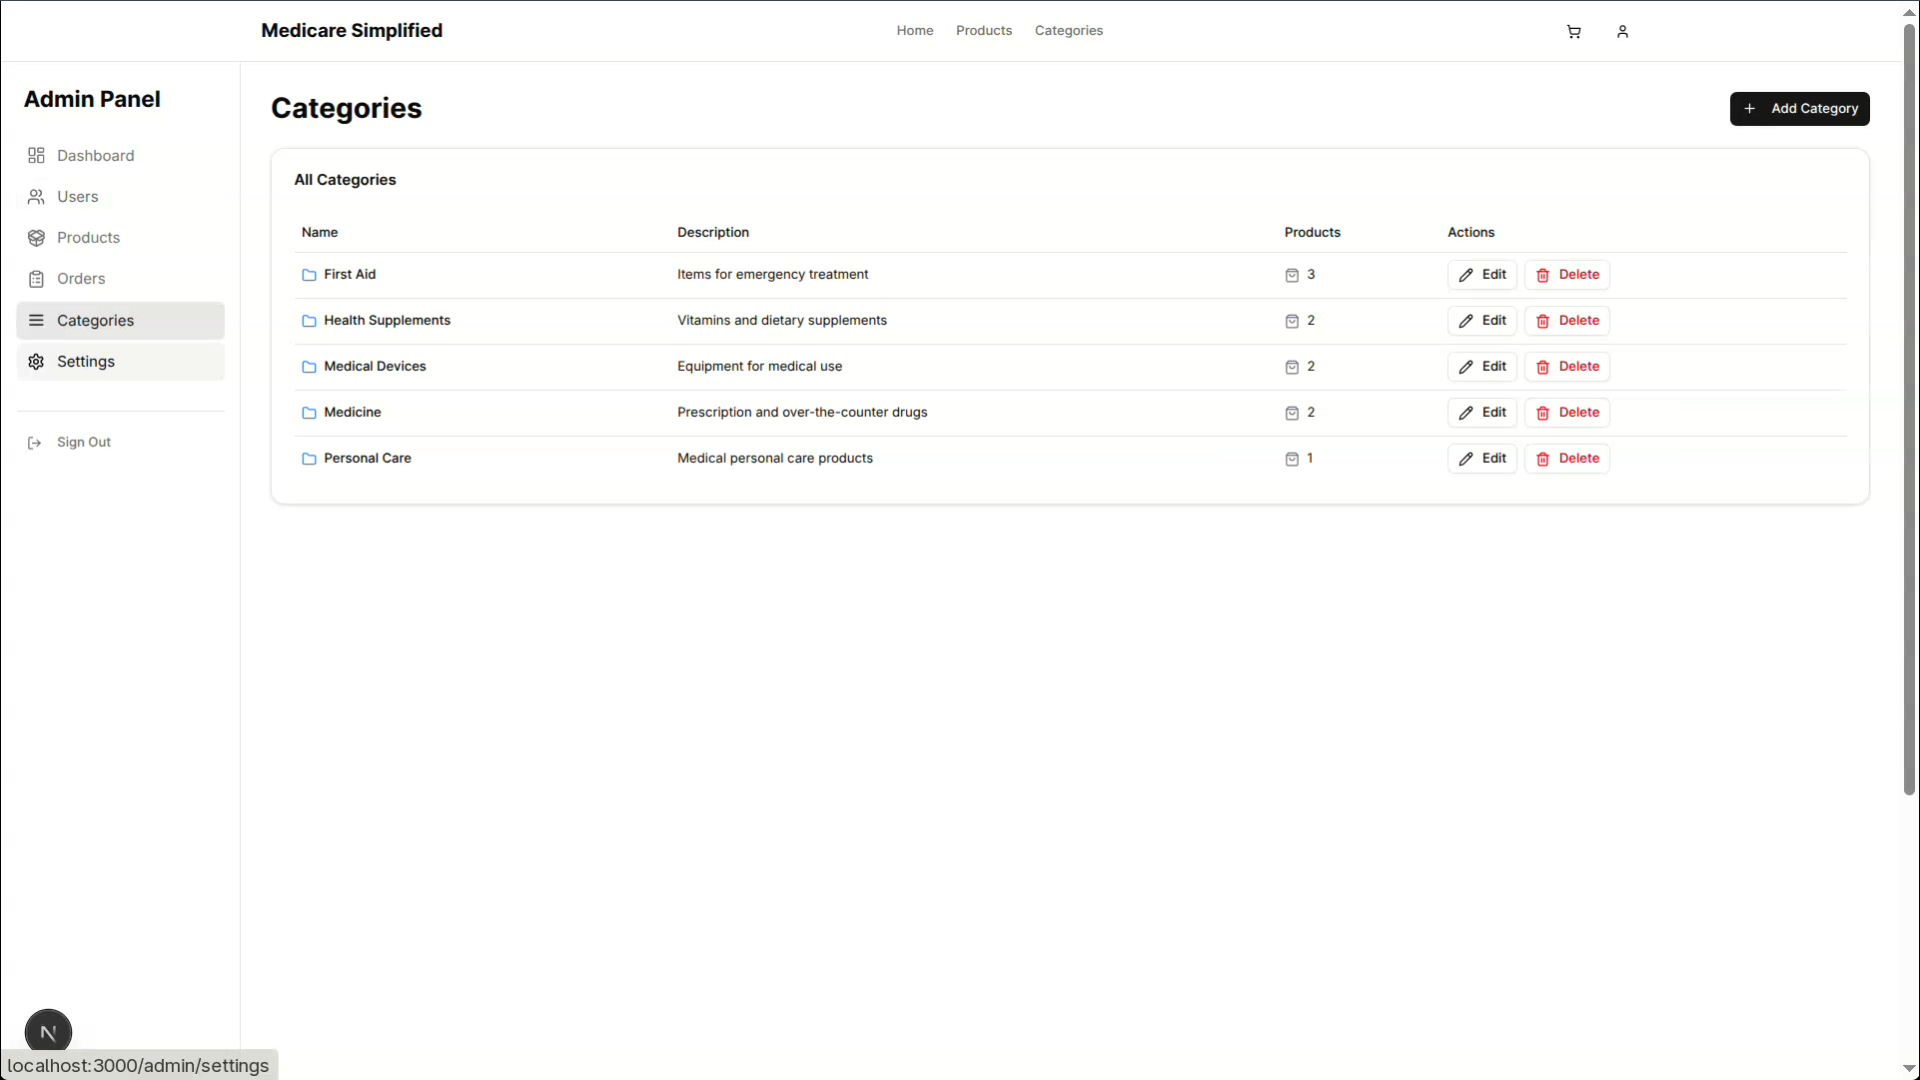 Medicare Simplified
Home Products Categories
Admin Panel
Dashboard
Users
Products
Orders
Categories
Settings
Sign Out
Categories
Add Category
All Categories
Name Description Products Actions
First Aid Items for emergency treatment 3 Edit Delete
Health Supplements Vitamins and dietary supplements 2 Edit Delete
Medical Devices Equipment for medical use 2 Edit Delete
Medicine Prescription and over-the-counter drugs 2 Edit Delete
Personal Care Medical personal care products 1 Edit Delete
N
localhost:3000/admin/settings